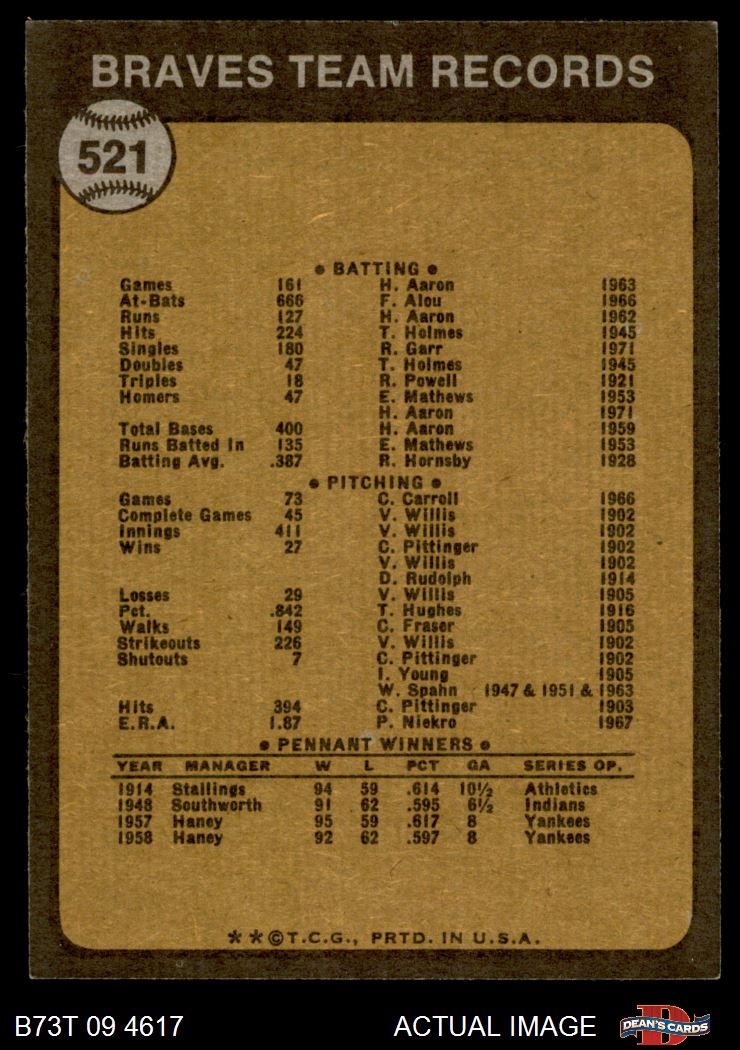 BRAVES TEAM RECORDS
521
• BATTING •
Games 161 H. Aaron 1963
At-Bats 666 F. Alou 1966
Runs 127 H. Aaron 1962
Hits 224 T. Holmes 1945
Singles 180 R. Garr 1971
Doubles 47 T. Holmes 1945
Triples 18 R. Powell 1921
Homers 47 E. Mathews 1953
H. Aaron 1971
Total Bases 400 H. Aaron 1959
Runs Batted In 135 E. Mathews 1953
Batting Avg. .387 R. Hornsby 1928
• PITCHING •
Games 73 C. Carroll 1966
Complete Games 45 V. Willis 1902
Innings 411 V. Willis 1902
Wins 27 C. Pittinger 1902
V. Willis 1902
D. Rudolph 1914
Losses 29 V. Willis 1905
Pct. .842 T. Hughes 1916
Walks 149 C. Fraser 1905
Strikeouts 226 V. Willis 1902
Shutouts 7 C. Pittinger 1902
I. Young 1905
W. Spahn 1947 & 1951 & 1963
Hits 394 C. Pittinger 1903
E.R.A. 1.87 P. Niekro 1967
• PENNANT WINNERS •
YEAR MANAGER W L PCT GA SERIES OP.
1914 Stallings 94 59 .614 10½ Athletics
1948 Southworth 91 62 .595 6½ Indians
1957 Haney 95 59 .617 8 Yankees
1958 Haney 92 62 .597 8 Yankees
**©T.C.G., PRTD. IN U.S.A.
B73T 09 4617 ACTUAL IMAGE D DEAN'S CARDS